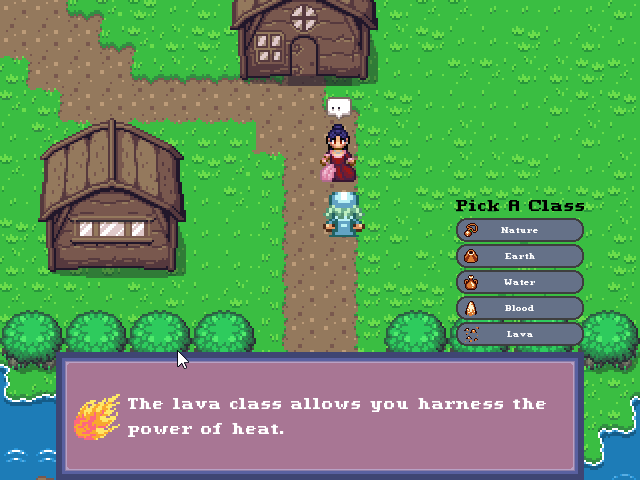 Pick A Class
Nature
Earth
Water
Blood
Lava
The lava class allows you harness the
power of heat.